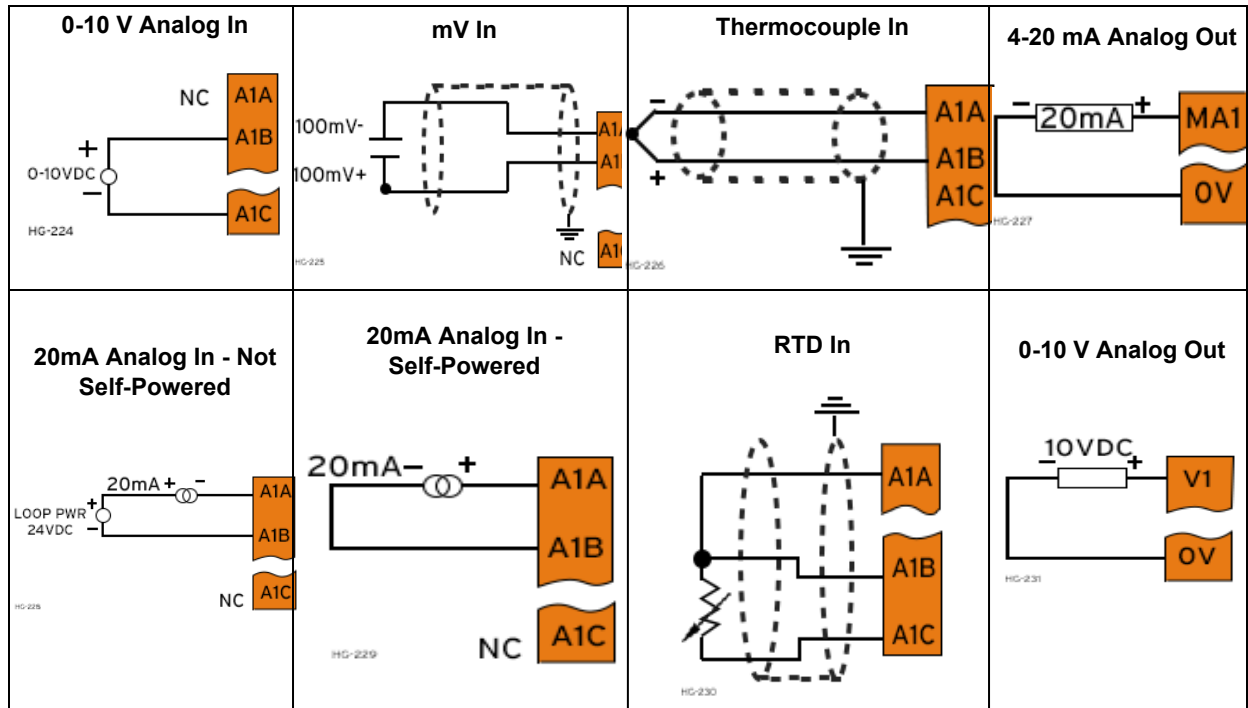 0-10 V Analog In
NC
A1A
A1B
+
0-10VDC
−
A1C
HG-224
mV In
100mV-
A1A
A1
100mV+
NC
A1C
HG-225
Thermocouple In
−
A1A
A1B
+
A1C
HG-226
4-20 mA Analog Out
− 20mA +
MA1
0V
HG-227
20mA Analog In - Not
Self-Powered
20mA + -
A1A
LOOP PWR +
24VDC −
A1B
NC
A1C
20mA Analog In -
Self-Powered
20mA− +
A1A
A1B
NC
A1C
HG-229
RTD In
A1A
A1B
A1C
HG-230
0-10 V Analog Out
10VDC
− +
V1
0V
HG-231